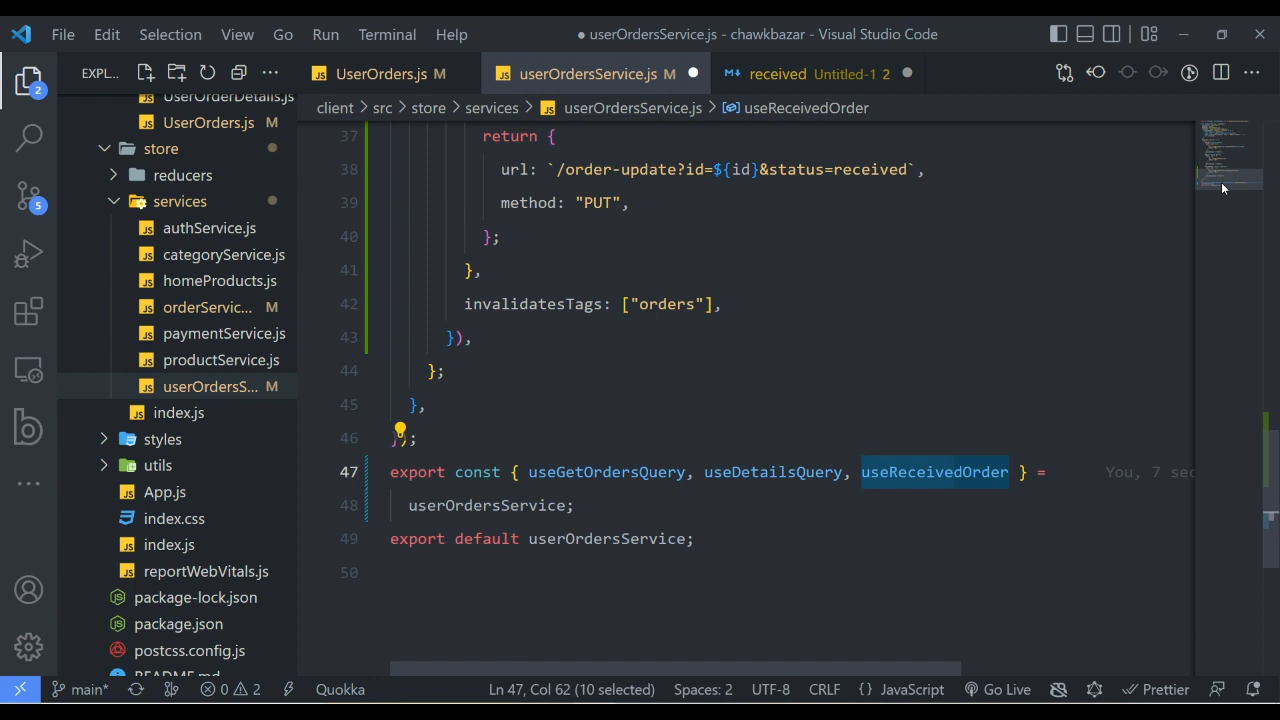 File Edit Selection View Go Run Terminal Help
● userOrdersService.js - chawkbazar - Visual Studio Code
EXPL...
UserOrders.js M
userOrdersService.js M
received Untitled-1 2
client > src > store > services > userOrdersService.js > useReceivedOrder
UserOrderDetails.js
UserOrders.js M
store
reducers
services
authService.js
categoryService.js
homeProducts.js
orderServic... M
paymentService.js
productService.js
userOrdersS... M
index.js
styles
utils
App.js
index.css
index.js
reportWebVitals.js
package-lock.json
package.json
postcss.config.js
README.md
2
5
37 return {
38 url: `/order-update?id=${id}&status=received`,
39 method: "PUT",
40 };
41 },
42 invalidatesTags: ["orders"],
43 }),
44 };
45 },
46 });
47 export const { useGetOrdersQuery, useDetailsQuery, useReceivedOrder } = You, 7 sec
48 userOrdersService;
49 export default userOrdersService;
50
main* 0 2 Quokka Ln 47, Col 62 (10 selected) Spaces: 2 UTF-8 CRLF {} JavaScript Go Live Prettier